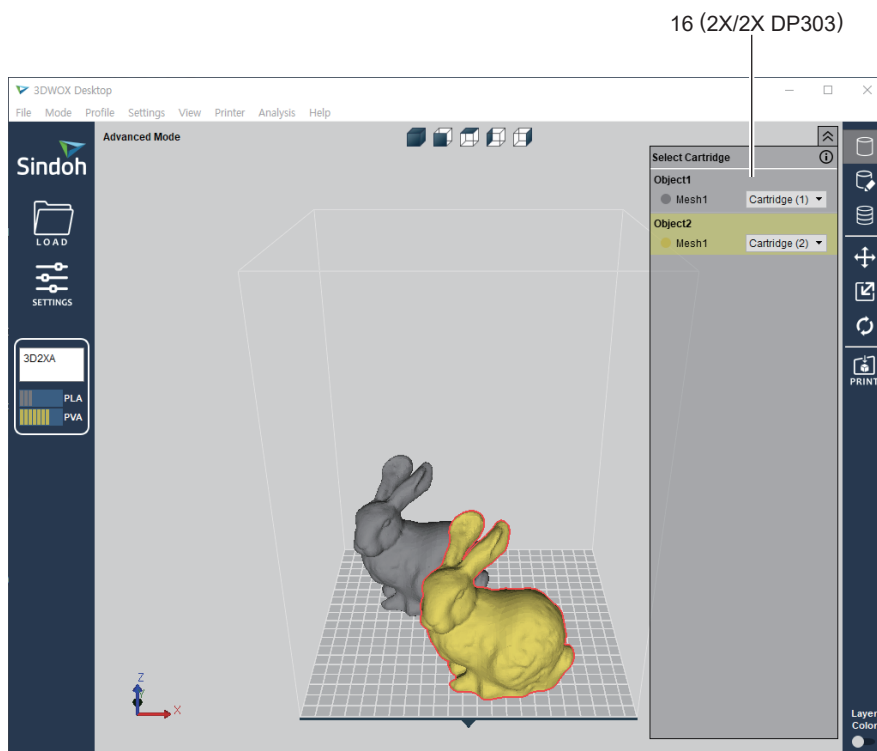 16 (2X/2X DP303)
3DWOX Desktop
File Mode Profile Settings View Printer Analysis Help
Advanced Mode
Sindoh
LOAD
SETTINGS
3D2XA
PLA
PVA
Select Cartridge
Object1
Mesh1 Cartridge (1)
Object2
Mesh1 Cartridge (2)
PRINT
Z
Y
X
Layer
Color